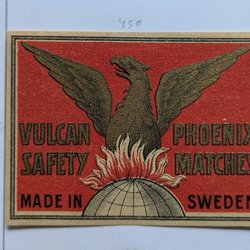 450
VULCAN PHOENIX
SAFETY MATCHES
MADE IN SWEDEN